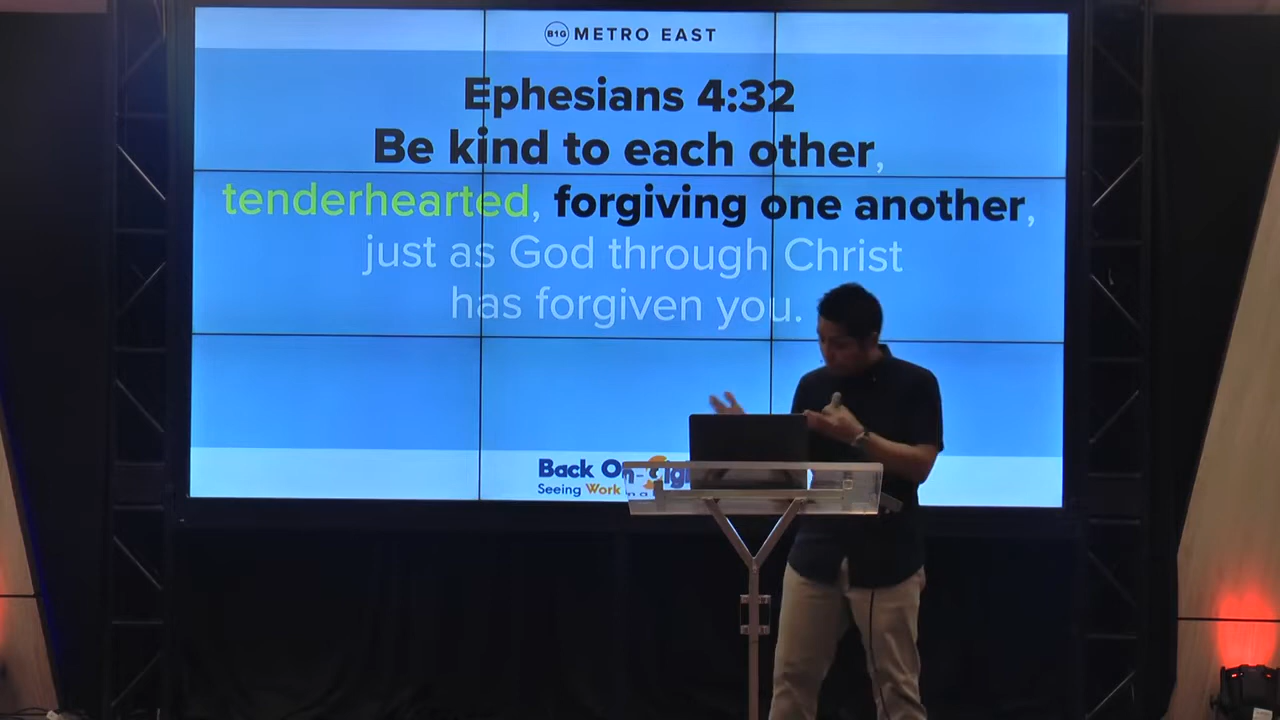 B1G METRO EAST
Ephesians 4:32
Be kind to each other,
tenderhearted, forgiving one another,
just as God through Christ
has forgiven you.
Back On-
Seeing Work